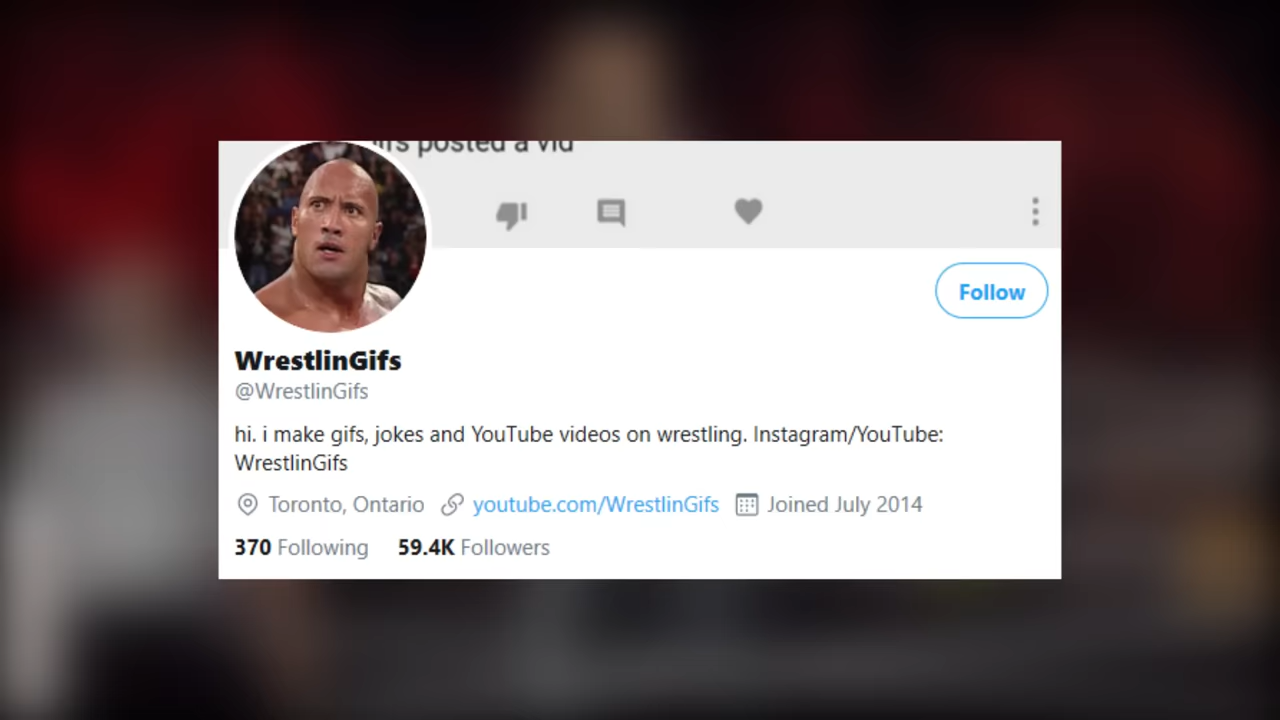 posted a vid
Follow
WrestlinGifs
@WrestlinGifs
hi. i make gifs, jokes and YouTube videos on wrestling. Instagram/YouTube:
WrestlinGifs
Toronto, Ontario youtube.com/WrestlinGifs Joined July 2014
370 Following 59.4K Followers